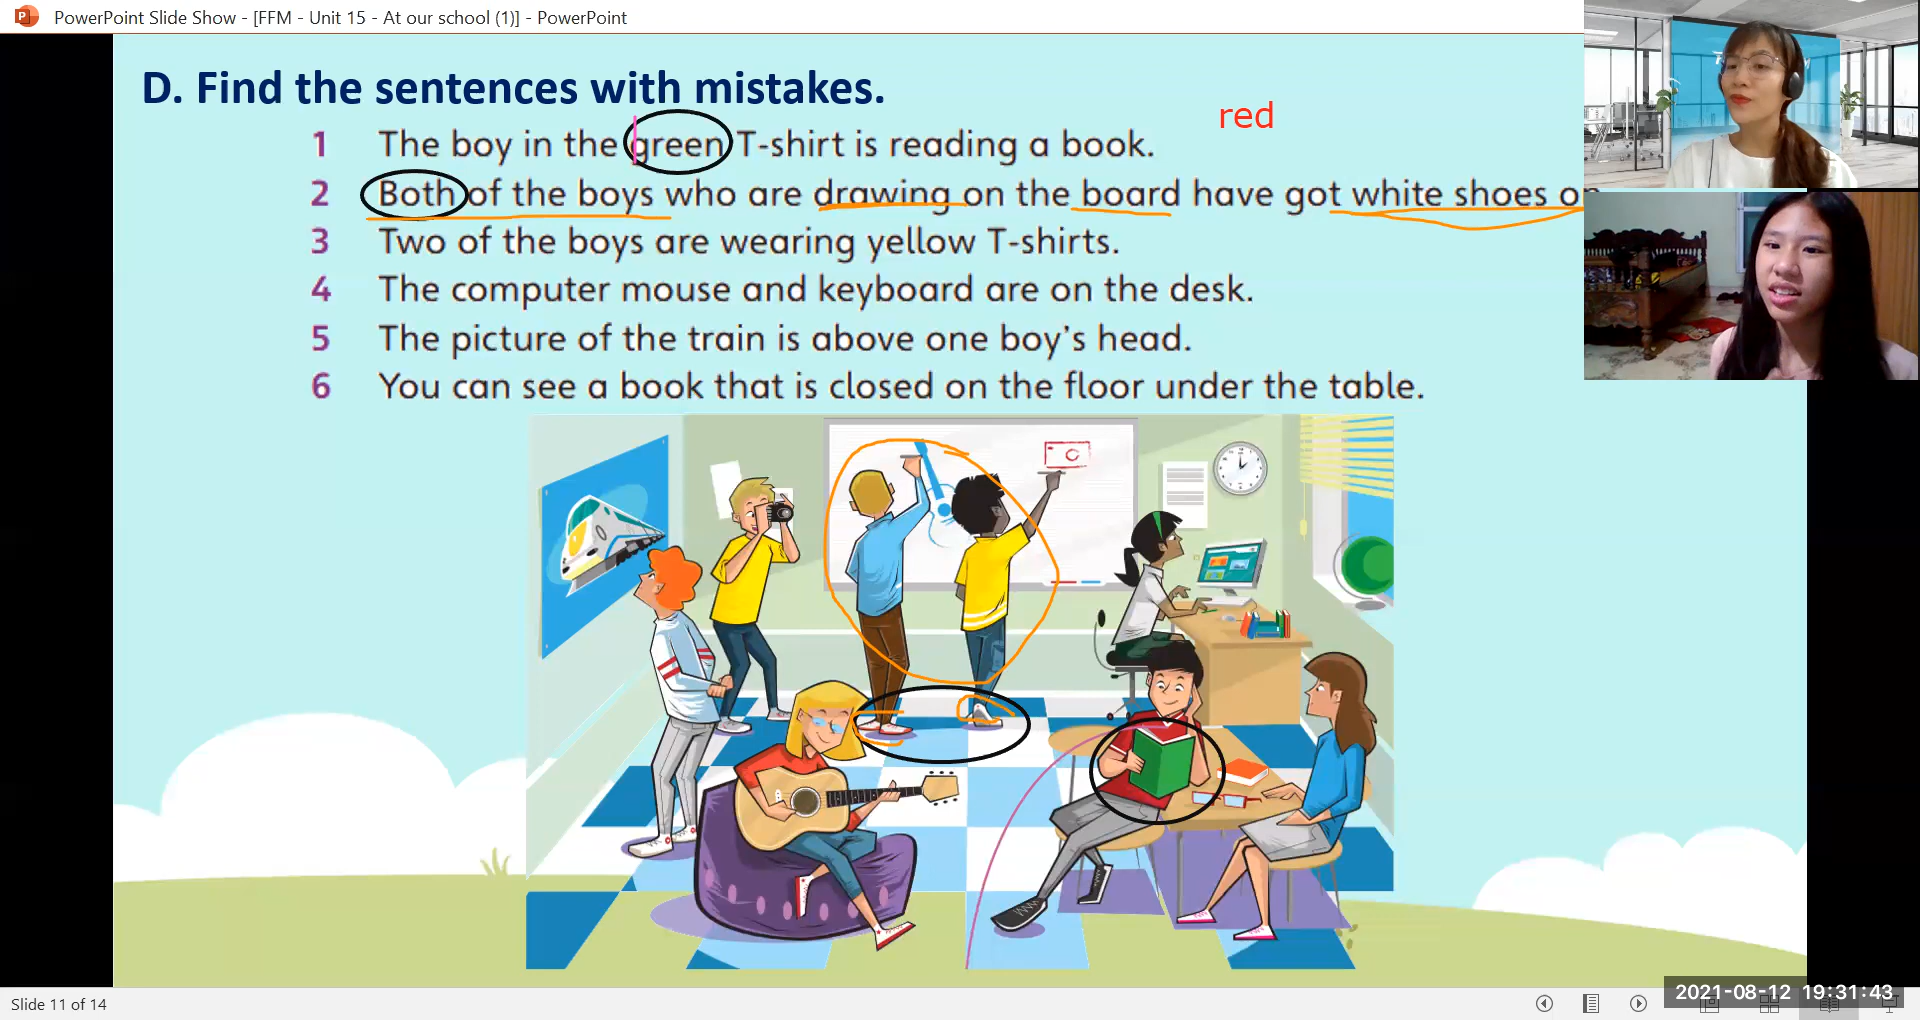 PowerPoint Slide Show - [FFM - Unit 15 - At our school (1)] - PowerPoint
D. Find the sentences with mistakes.
red
1 The boy in the green T-shirt is reading a book.
2 Both of the boys who are drawing on the board have got white shoes
3 Two of the boys are wearing yellow T-shirts.
4 The computer mouse and keyboard are on the desk.
5 The picture of the train is above one boy's head.
6 You can see a book that is closed on the floor under the table.
Slide 11 of 14
2021-08-12 19:31:43